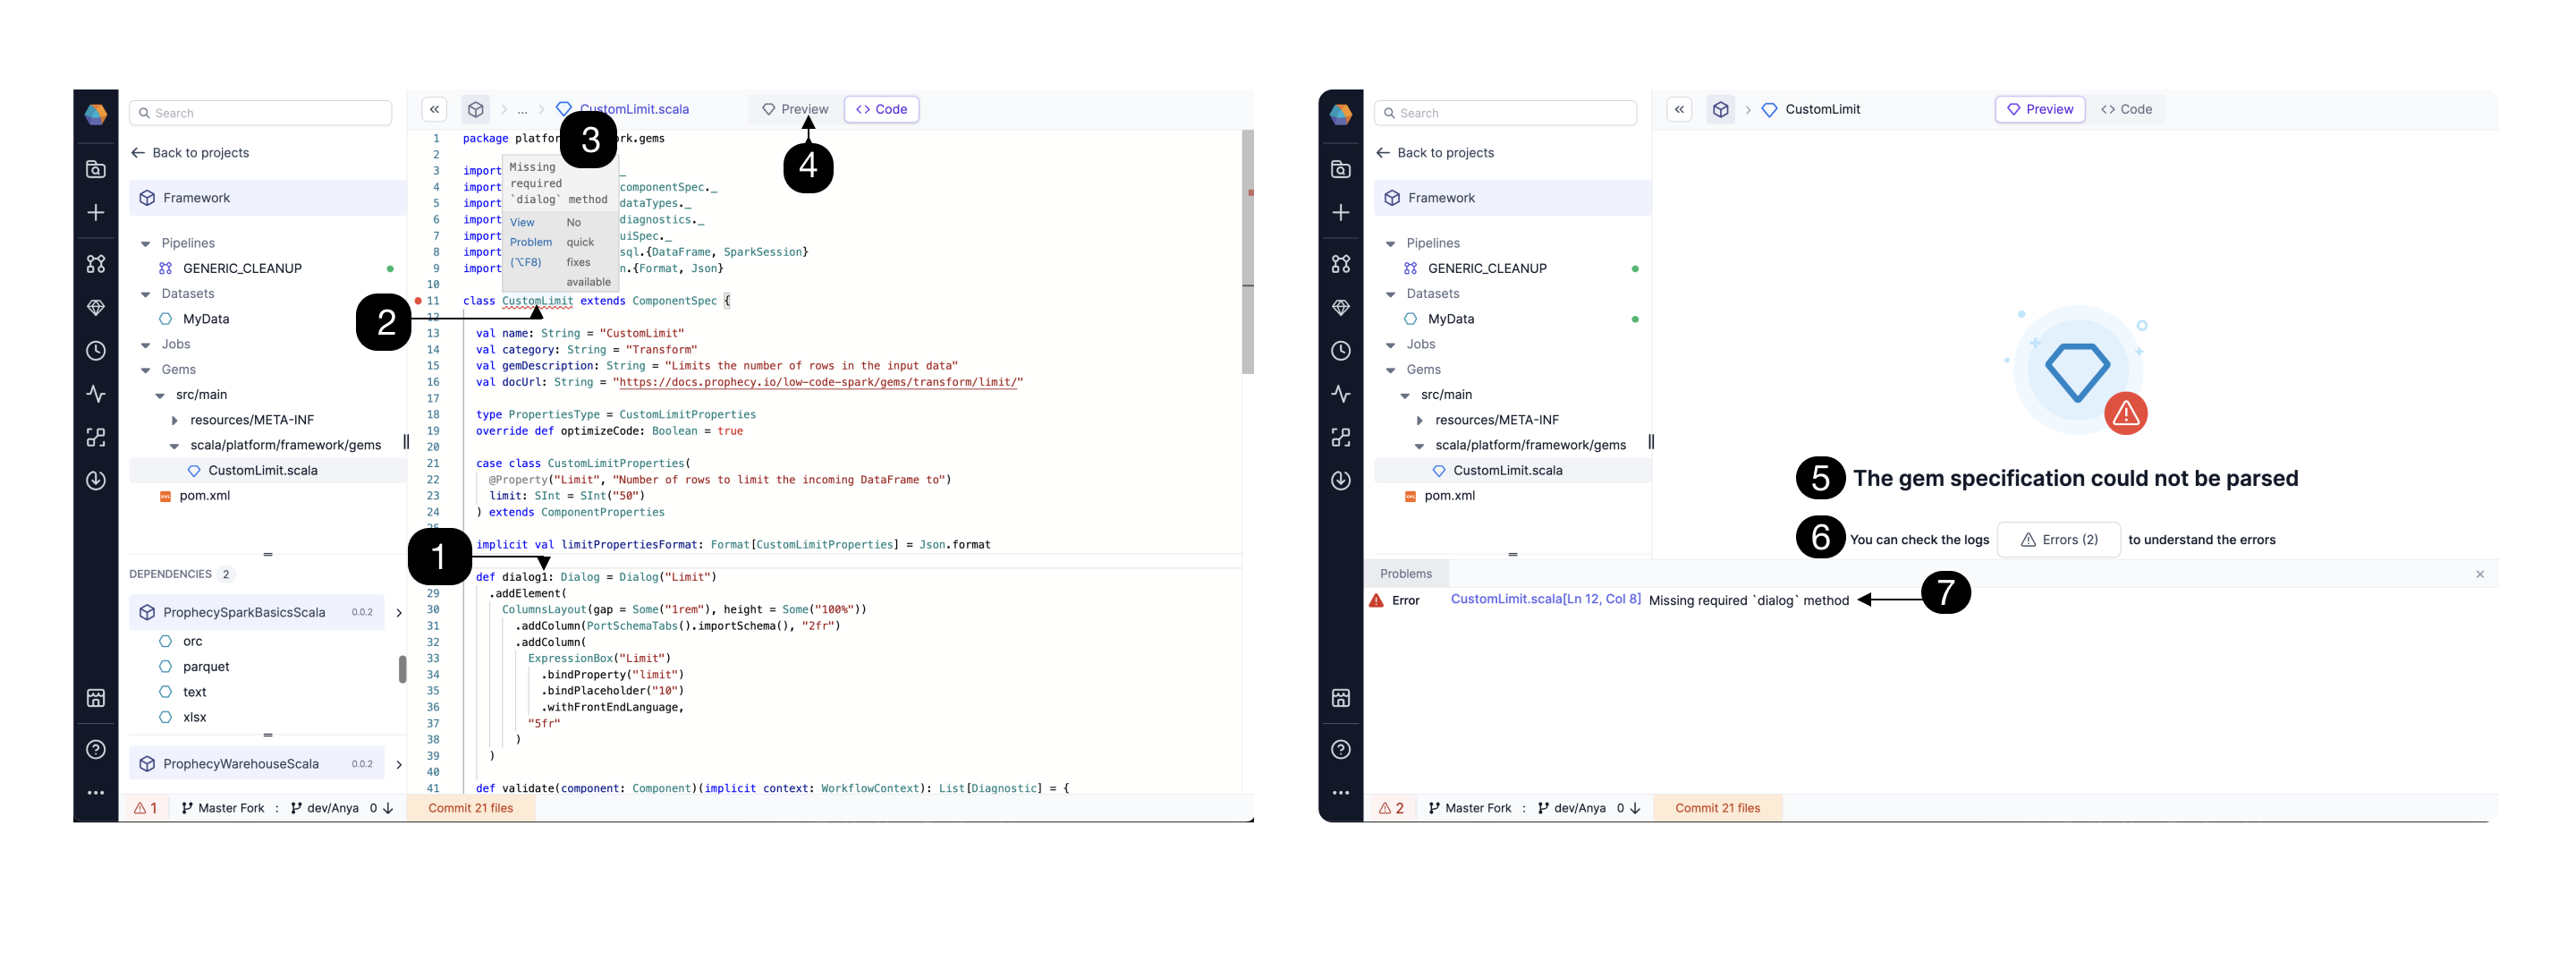 Search
Back to projects
Framework
Pipelines
GENERIC_CLEANUP
Datasets
MyData
Jobs
Gems
src/main
resources/META-INF
scala/platform/framework/gems
CustomLimit.scala
pom.xml
DEPENDENCIES 2
ProphecySparkBasicsScala 0.0.2
orc
parquet
text
xlsx
ProphecyWarehouseScala 0.0.2
1 Master Fork : dev/Anya 0 Commit 21 files
... CustomLimit.scala Preview Code
3
4
2
1
1 package platfor rk.gems
2
3 import _
4 import componentSpec._
5 import dataTypes._
6 import diagnostics._
7 import uiSpec._
8 import sql.{DataFrame, SparkSession}
9 import n.{Format, Json}
10
Missing
required
`dialog` method
View Problem (⌥F8)
No quick fixes available
11 class CustomLimit extends ComponentSpec {
12
13 val name: String = "CustomLimit"
14 val category: String = "Transform"
15 val gemDescription: String = "Limits the number of rows in the input data"
16 val docUrl: String = "https://docs.prophecy.io/low-code-spark/gems/transform/limit/"
17
18 type PropertiesType = CustomLimitProperties
19 override def optimizeCode: Boolean = true
20
21 case class CustomLimitProperties(
22 @Property("Limit", "Number of rows to limit the incoming DataFrame to")
23 limit: SInt = SInt("50")
24 ) extends ComponentProperties
25
implicit val limitPropertiesFormat: Format[CustomLimitProperties] = Json.format
def dialog1: Dialog = Dialog("Limit")
29 .addElement(
30 ColumnsLayout(gap = Some("1rem"), height = Some("100%"))
31 .addColumn(PortSchemaTabs().importSchema(), "2fr")
32 .addColumn(
33 ExpressionBox("Limit")
34 .bindProperty("limit")
35 .bindPlaceholder("10")
36 .withFrontEndLanguage,
37 "5fr"
38 )
39 )
40
41 def validate(component: Component)(implicit context: WorkflowContext): List[Diagnostic] = {
Search
Back to projects
Framework
Pipelines
GENERIC_CLEANUP
Datasets
MyData
Jobs
Gems
src/main
resources/META-INF
scala/platform/framework/gems
CustomLimit.scala
pom.xml
CustomLimit Preview Code
5 The gem specification could not be parsed
6 You can check the logs Errors (2) to understand the errors
Problems
Error CustomLimit.scala[Ln 12, Col 8] Missing required `dialog` method 7
2 Master Fork : dev/Anya 0 Commit 21 files